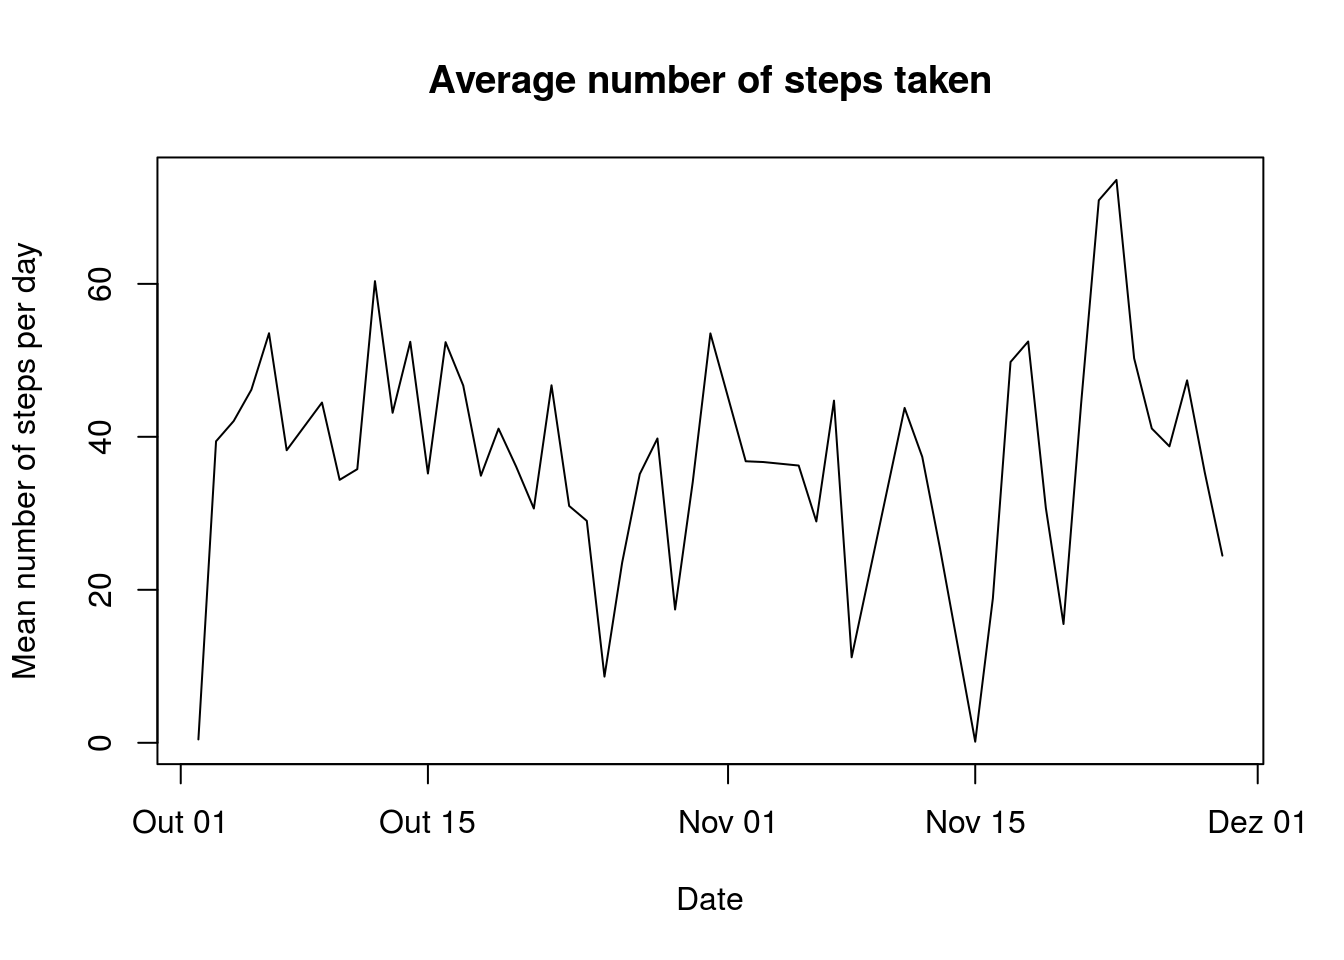 Average number of steps taken
Mean number of steps per day
60
40
20
0
Out 01
Out 15
Nov 01
Nov 15
Dez 01
Date